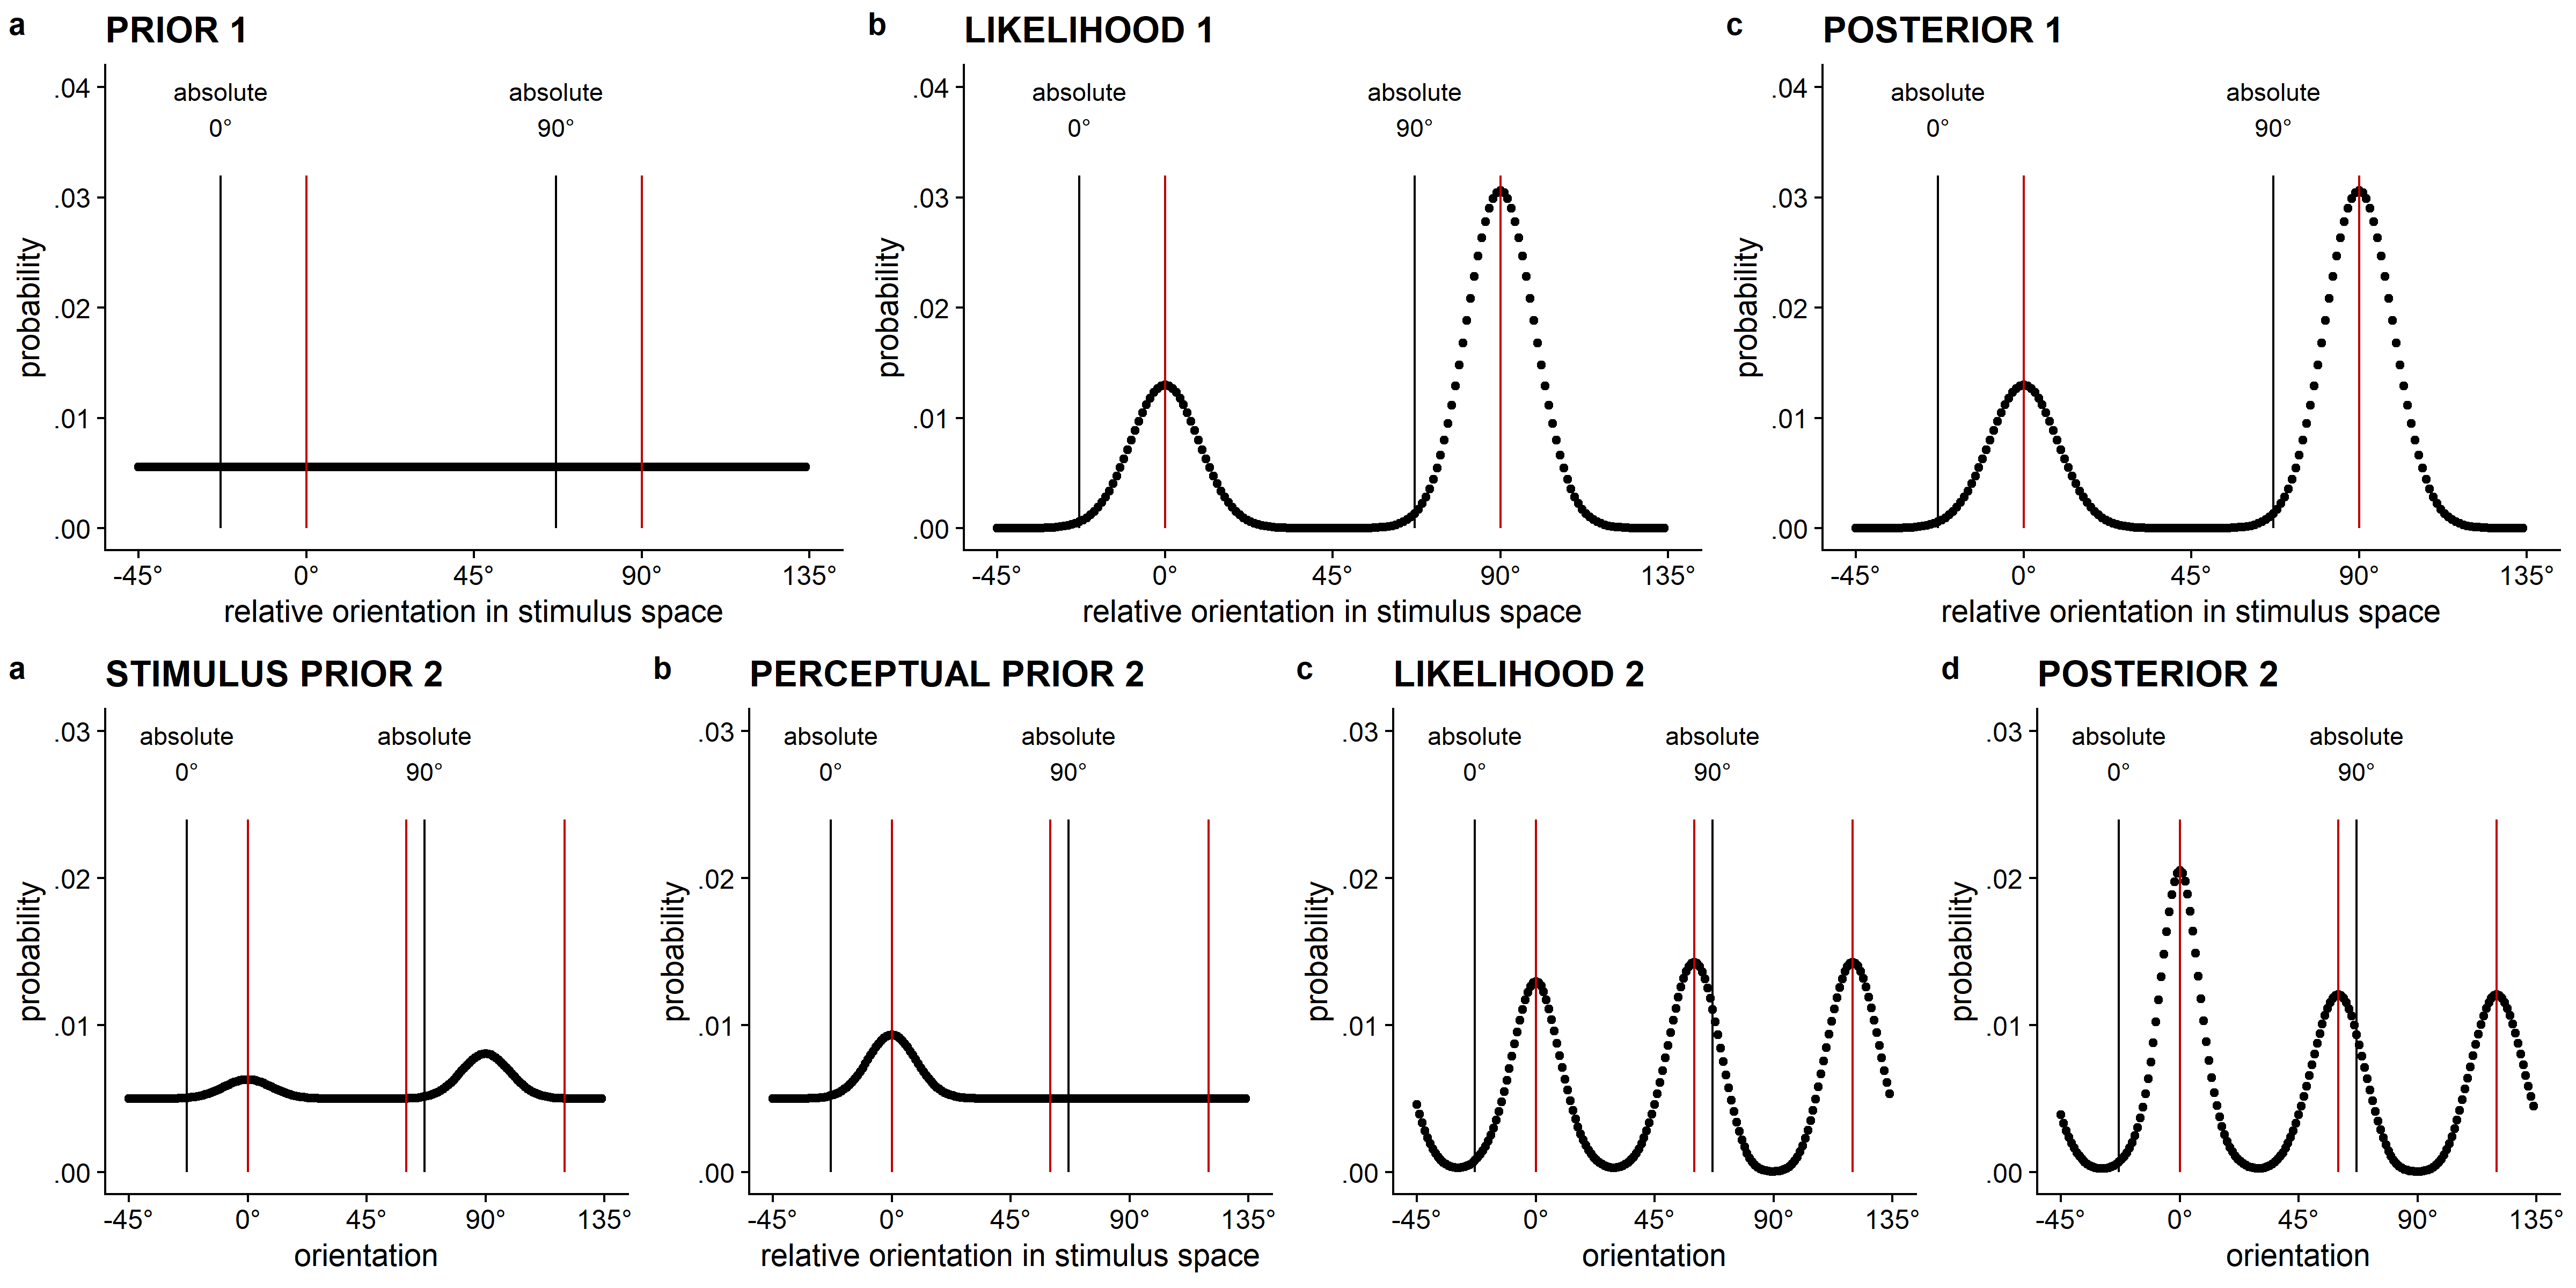 a PRIOR 1
.04
.03
.02
.01
.00
probability
absolute
0°
absolute
90°
-45° 0° 45° 90° 135°
relative orientation in stimulus space
b LIKELIHOOD 1
.04
.03
.02
.01
.00
probability
absolute
0°
absolute
90°
-45° 0° 45° 90° 135°
relative orientation in stimulus space
c POSTERIOR 1
.04
.03
.02
.01
.00
probability
absolute
0°
absolute
90°
-45° 0° 45° 90° 135°
relative orientation in stimulus space
a STIMULUS PRIOR 2
.03
.02
.01
.00
probability
absolute
0°
absolute
90°
-45° 0° 45° 90° 135°
orientation
b PERCEPTUAL PRIOR 2
.03
.02
.01
.00
probability
absolute
0°
absolute
90°
-45° 0° 45° 90° 135°
relative orientation in stimulus space
c LIKELIHOOD 2
.03
.02
.01
.00
probability
absolute
0°
absolute
90°
-45° 0° 45° 90° 135°
orientation
d POSTERIOR 2
.03
.02
.01
.00
probability
absolute
0°
absolute
90°
-45° 0° 45° 90° 135°
orientation